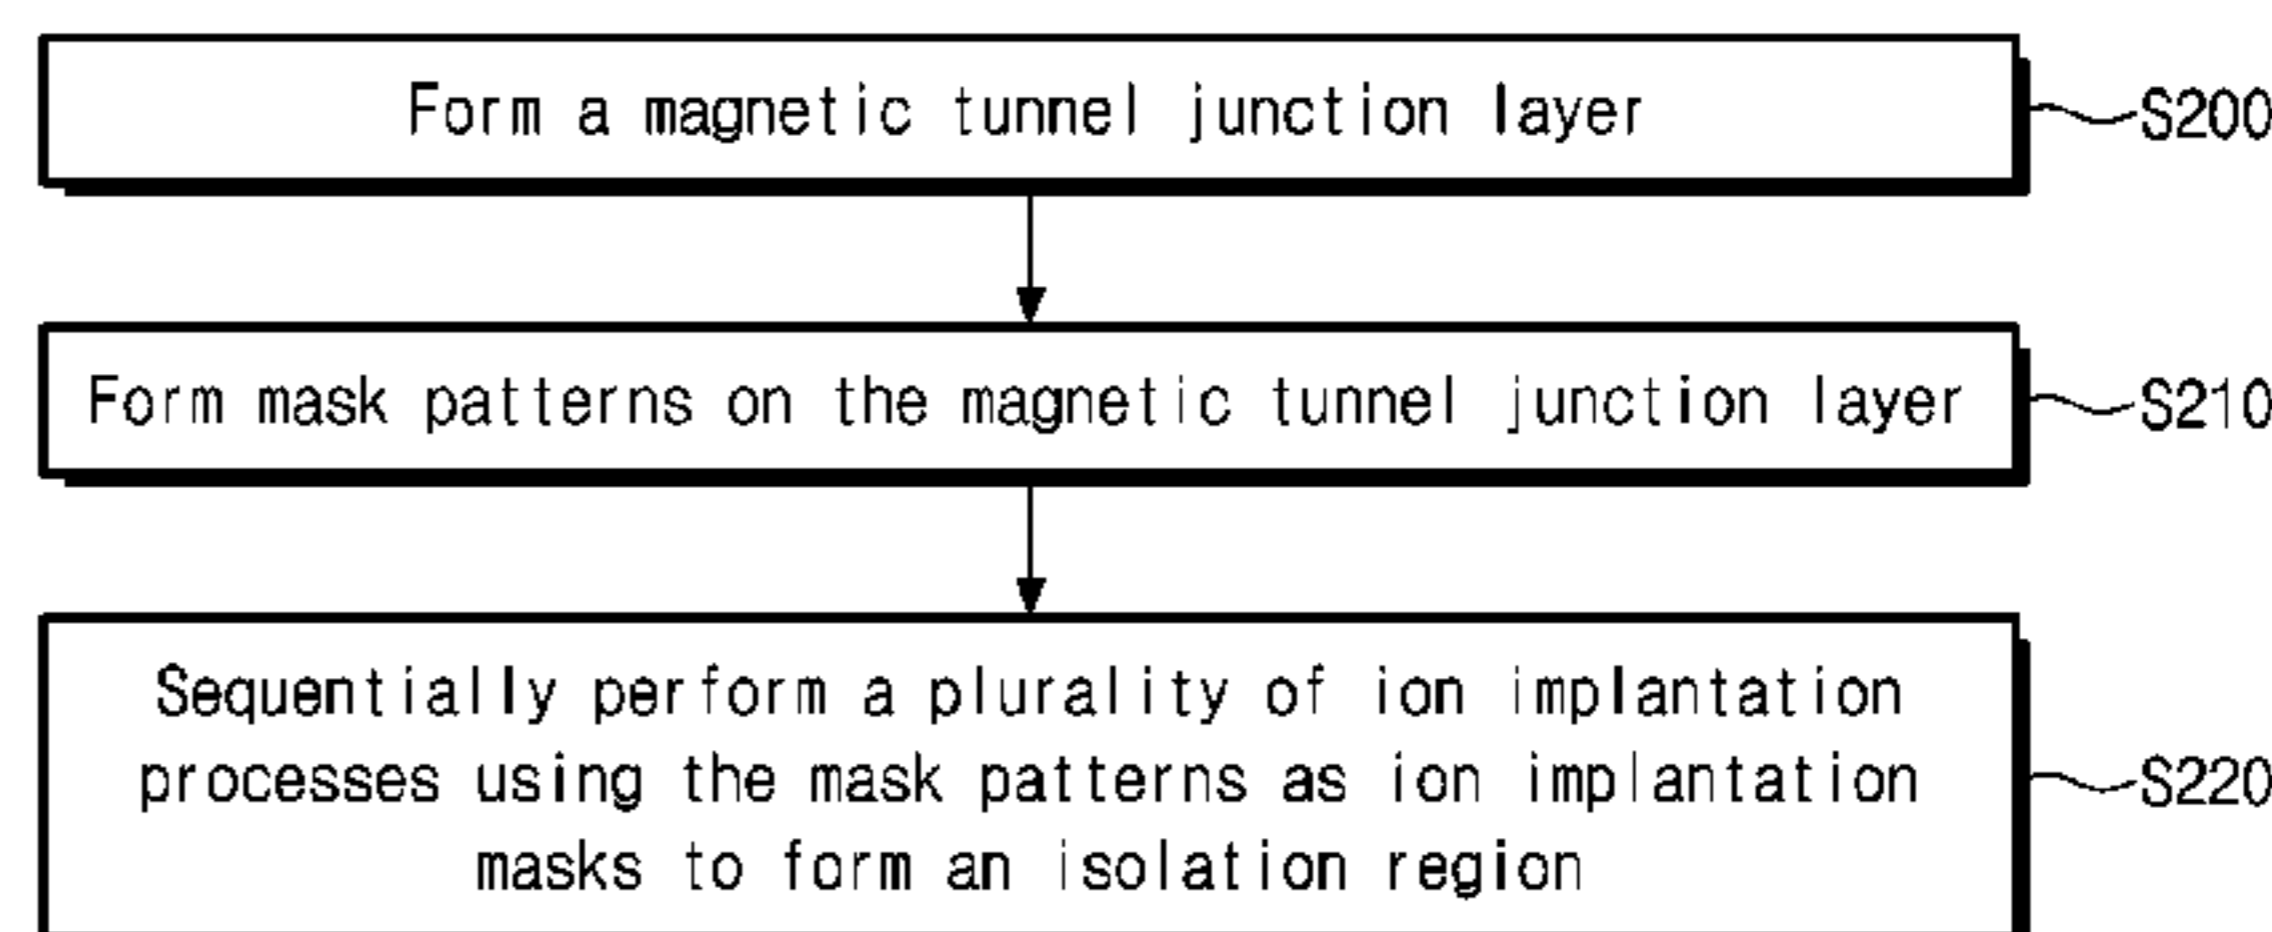 Form a magnetic tunnel junction layer
S200
Form mask patterns on the magnetic tunnel junction layer
S210
Sequentially perform a plurality of ion implantation
processes using the mask patterns as ion implantation
masks to form an isolation region
S220